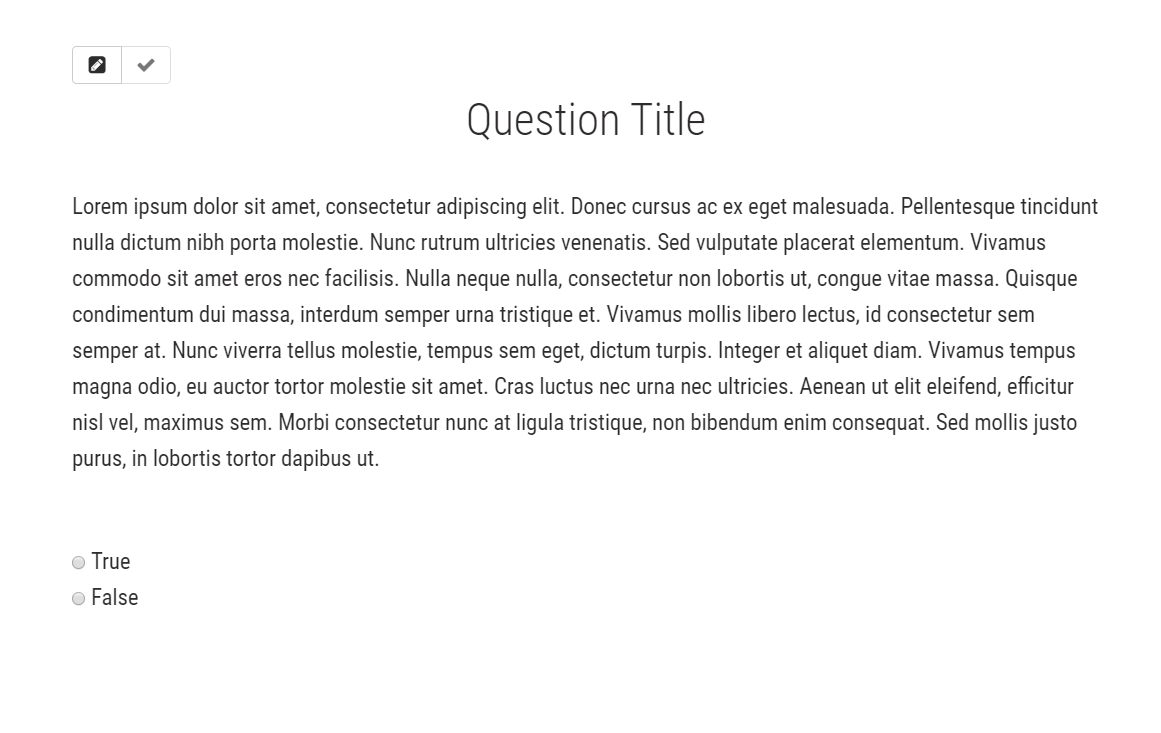 Question Title
Lorem ipsum dolor sit amet, consectetur adipiscing elit. Donec cursus ac ex eget malesuada. Pellentesque tincidunt
nulla dictum nibh porta molestie. Nunc rutrum ultricies venenatis. Sed vulputate placerat elementum. Vivamus
commodo sit amet eros nec facilisis. Nulla neque nulla, consectetur non lobortis ut, congue vitae massa. Quisque
condimentum dui massa, interdum semper urna tristique et. Vivamus mollis libero lectus, id consectetur sem
semper at. Nunc viverra tellus molestie, tempus sem eget, dictum turpis. Integer et aliquet diam. Vivamus tempus
magna odio, eu auctor tortor molestie sit amet. Cras luctus nec urna nec ultricies. Aenean ut elit eleifend, efficitur
nisl vel, maximus sem. Morbi consectetur nunc at ligula tristique, non bibendum enim consequat. Sed mollis justo
purus, in lobortis tortor dapibus ut.
True
False